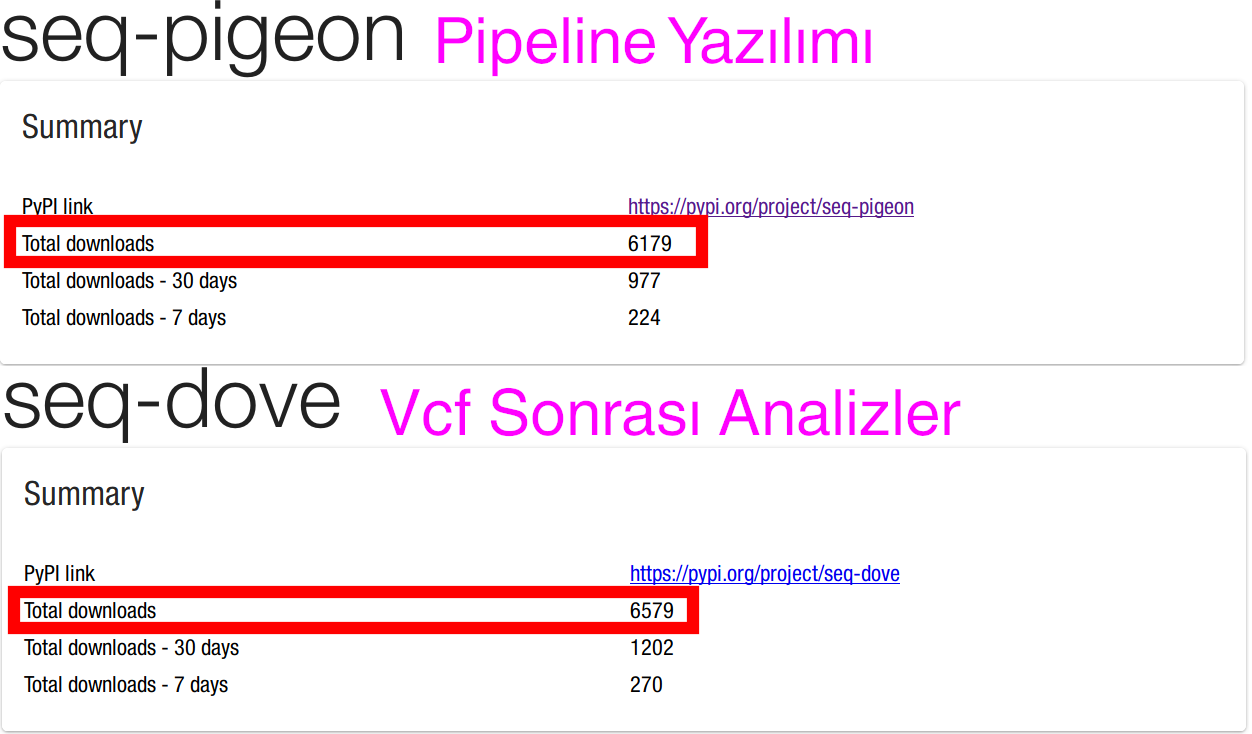 seq-pigeon Pipeline Yazılımı
Summary
PyPI link https://pypi.org/project/seq-pigeon
Total downloads 6179
Total downloads - 30 days 977
Total downloads - 7 days 224
seq-dove Vcf Sonrası Analizler
Summary
PyPI link https://pypi.org/project/seq-dove
Total downloads 6579
Total downloads - 30 days 1202
Total downloads - 7 days 270